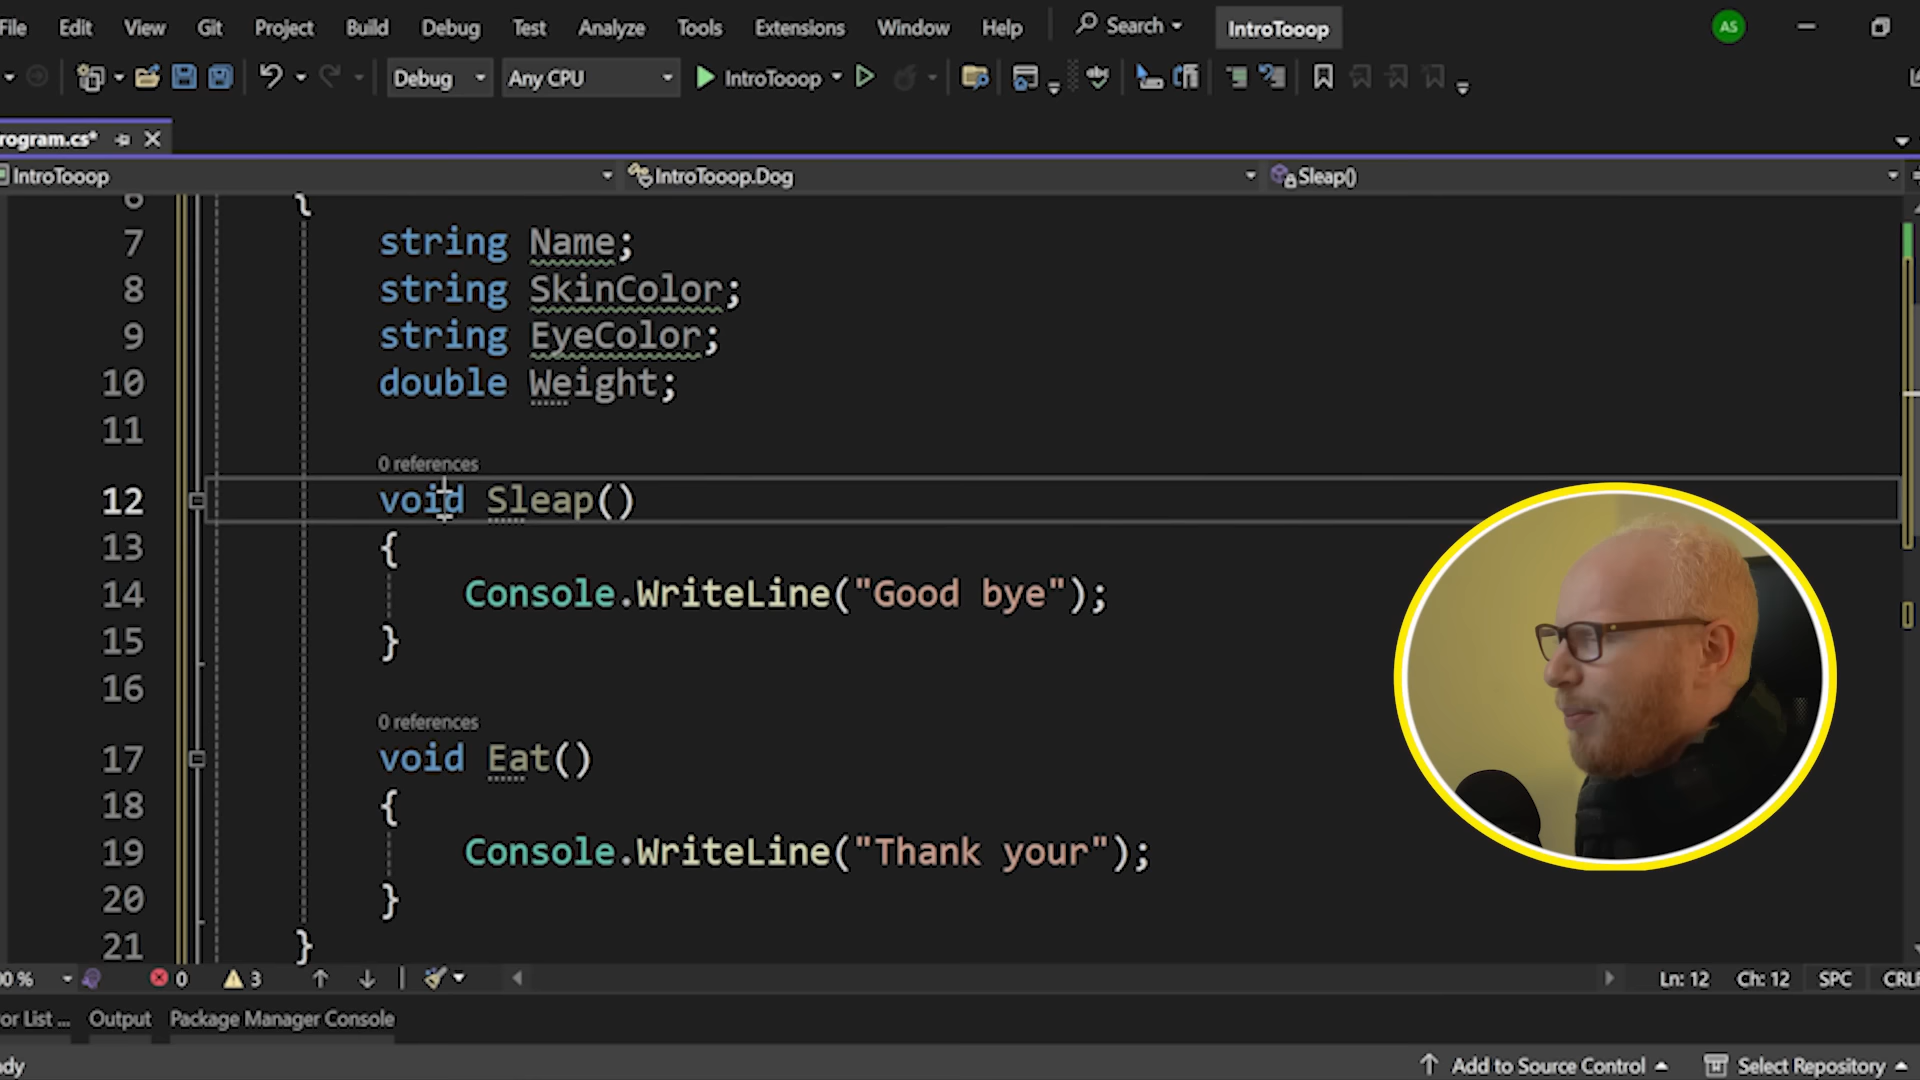 File Edit View Git Project Build Debug Test Analyze Tools Extensions Window Help Search IntroTooop AS
Debug Any CPU IntroTooop
rogram.cs*
IntroTooop IntroTooop.Dog Sleap()
6 {
7 string Name;
8 string SkinColor;
9 string EyeColor;
10 double Weight;
11
0 references
12 void Sleap()
13 {
14 Console.WriteLine("Good bye");
15 }
16
0 references
17 void Eat()
18 {
19 Console.WriteLine("Thank your");
20 }
21 }
00 % 0 3 Ln: 12 Ch: 12 SPC CRLF
or List ... Output Package Manager Console
dy Add to Source Control Select Repository